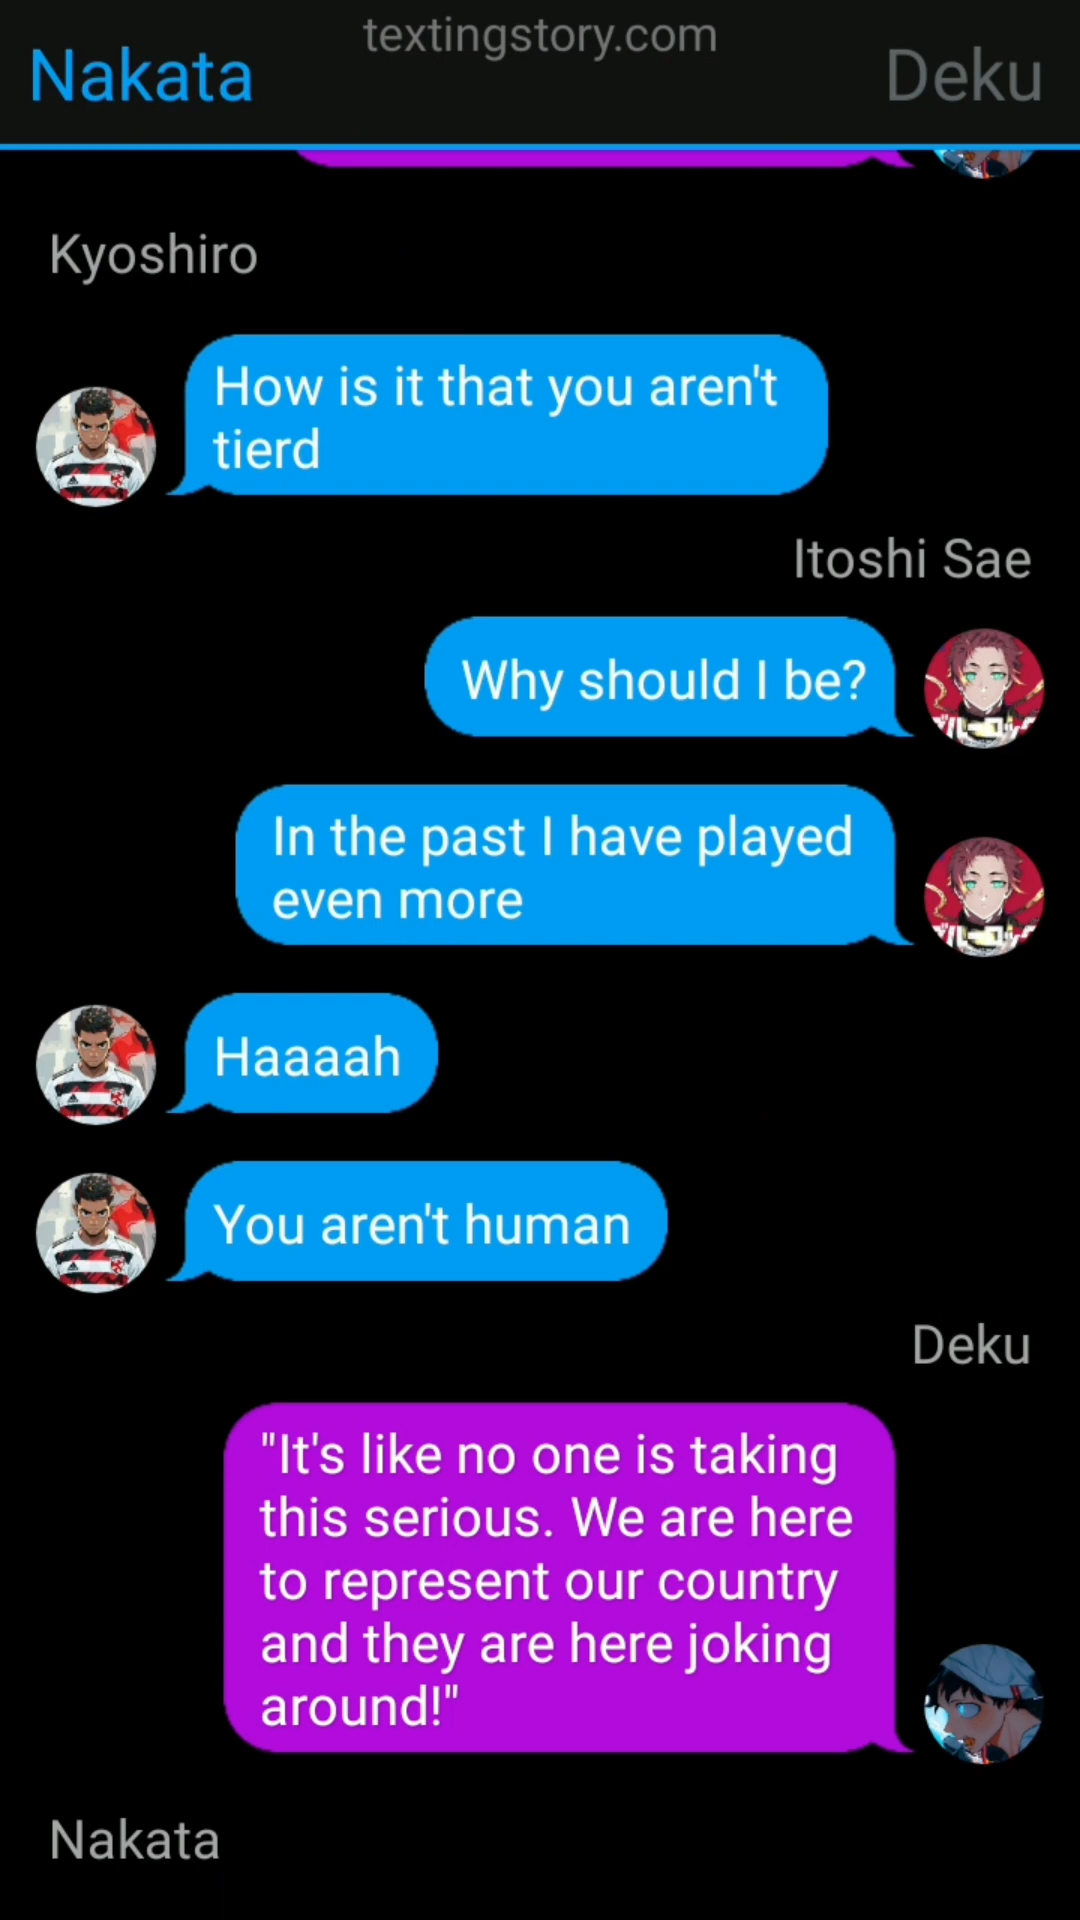 textingstory.com
Nakata
Deku
Kyoshiro
How is it that you aren't
tierd
Itoshi Sae
Why should I be?
In the past I have played
even more
Haaaah
You aren't human
Deku
"It's like no one is taking
this serious. We are here
to represent our country
and they are here joking
around!"
Nakata